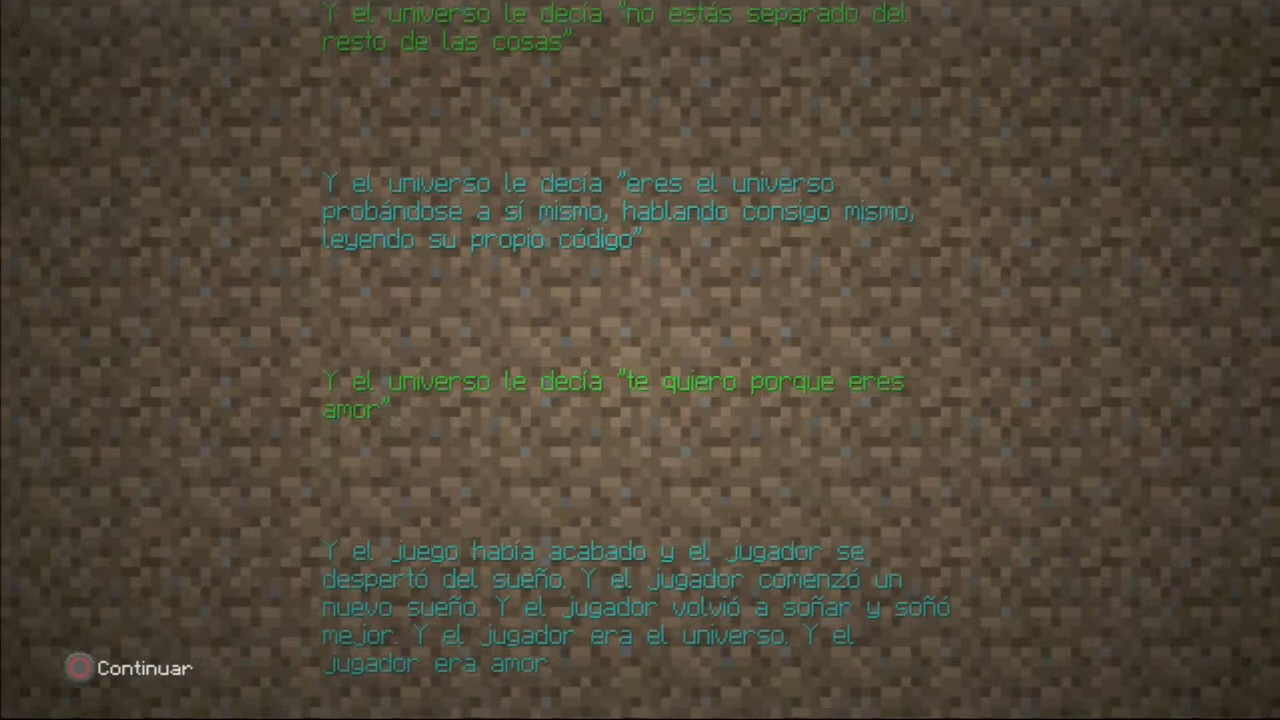 Y el universo le decía "no estás separado del
resto de las cosas"
Y el universo le decía "eres el universo
probándose a sí mismo, hablando consigo mismo,
leyendo su propio código"
Y el universo le decía "te quiero porque eres
amor"
Y el juego había acabado y el jugador se
despertó del sueño. Y el jugador comenzó un
nuevo sueño. Y el jugador volvió a soñar y soñó
mejor. Y el jugador era el universo. Y el
jugador era amor
Continuar